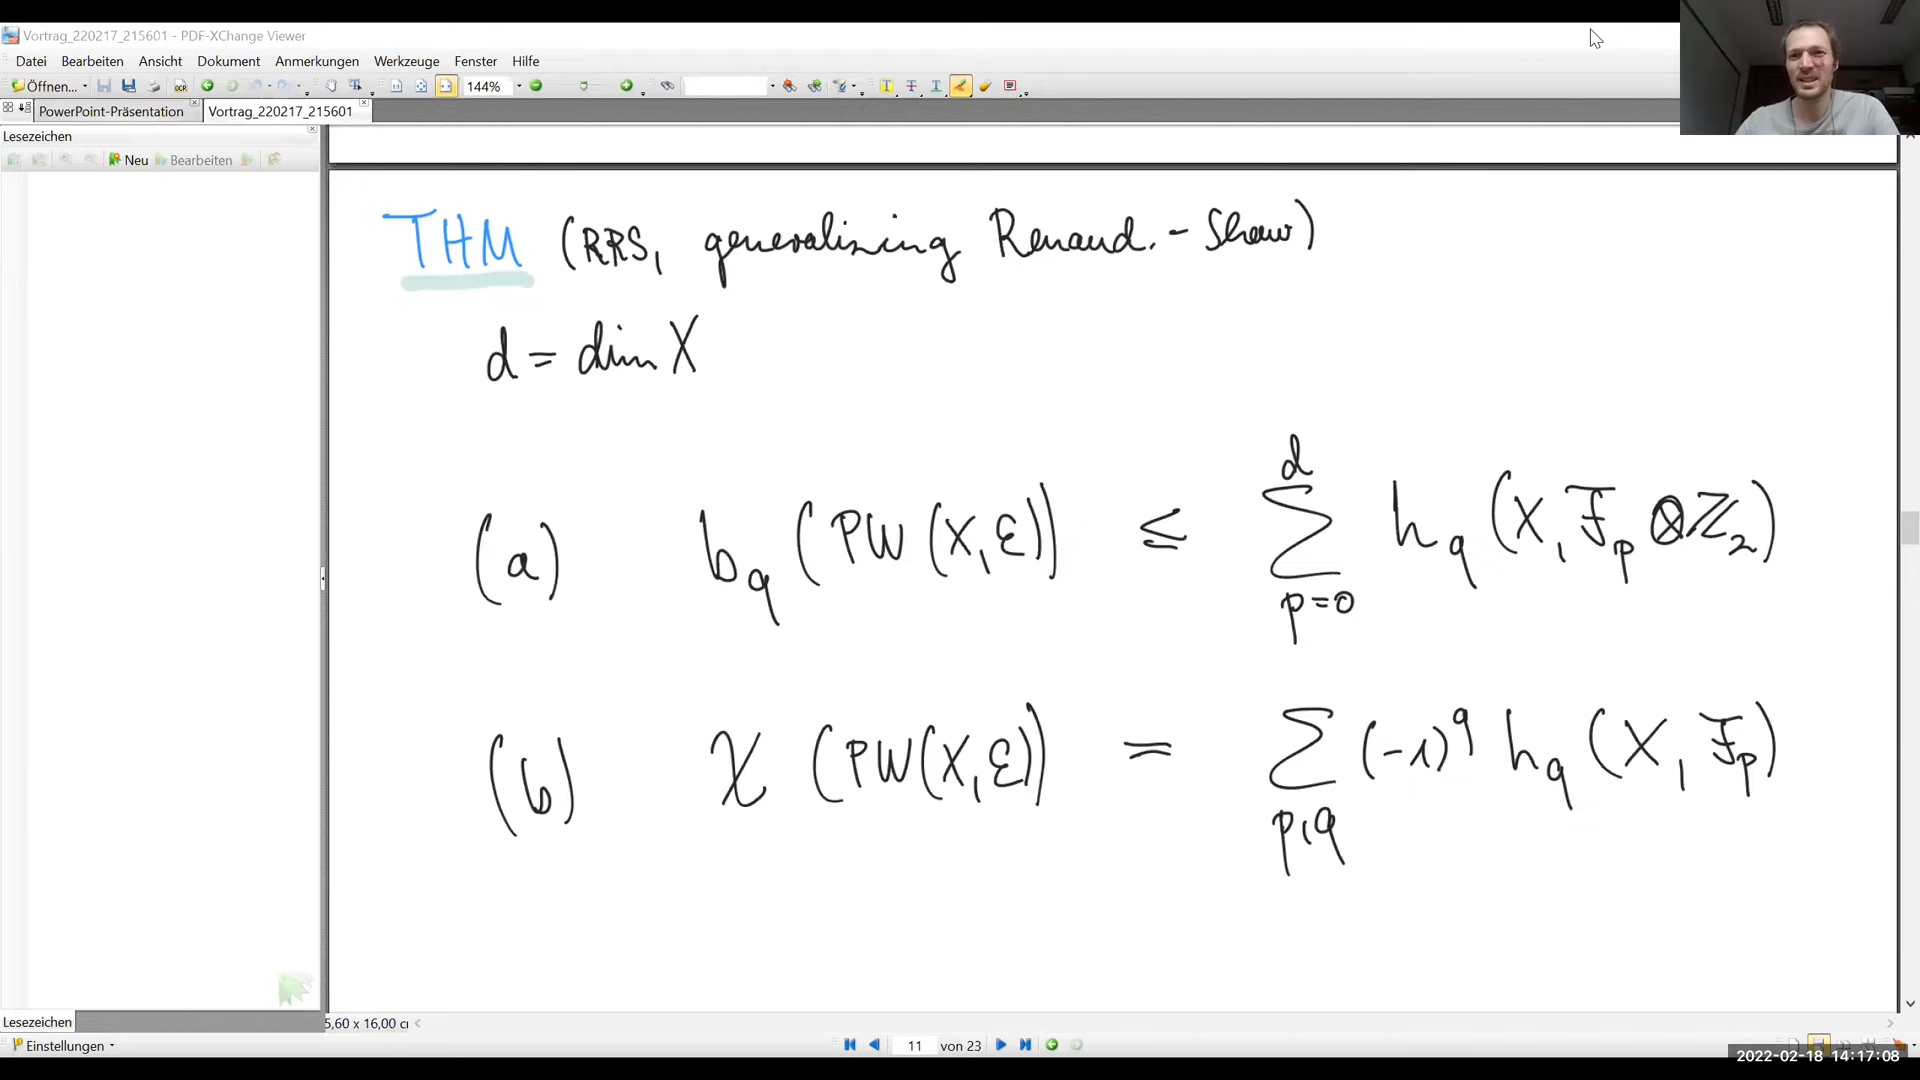 Vortrag_220217_215601 - PDF-XChange Viewer
Datei Bearbeiten Ansicht Dokument Anmerkungen Werkzeuge Fenster Hilfe
Öffnen... OCR 144%
PowerPoint-Präsentation Vortrag_220217_215601
Lesezeichen
Neu Bearbeiten
THM (RRS, generalizing Renaud. - Shaw)
d = dim X
(a) b_q (PW(X,ε)) ≤ ∑_{p=0}^{d} h_q (X, F_p ⊗ ℤ_2)
(b) χ (PW(X,ε)) = ∑_{p,q} (-1)^q h_q (X, F_p)
Lesezeichen
5,60 x 16,00 cı
Einstellungen
11 von 23
2022-02-18 14:17:08